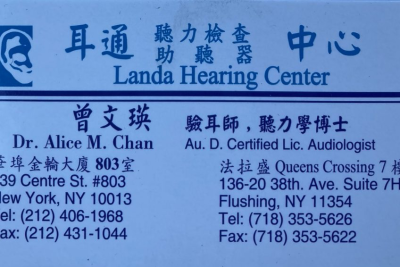 耳通 聽力檢查 助聽器 中心
Landa Hearing Center
曾文瑛 驗耳師，聽力學博士
Dr. Alice M. Chan Au. D. Certified Lic. Audiologist
華埠金輪大廈 803室
39 Centre St. #803
New York, NY 10013
Tel: (212) 406-1968
Fax: (212) 431-1044
法拉盛 Queens Crossing 7 樓
136-20 38th. Ave. Suite 7H
Flushing, NY 11354
Tel: (718) 353-5626
Fax: (718) 353-5622